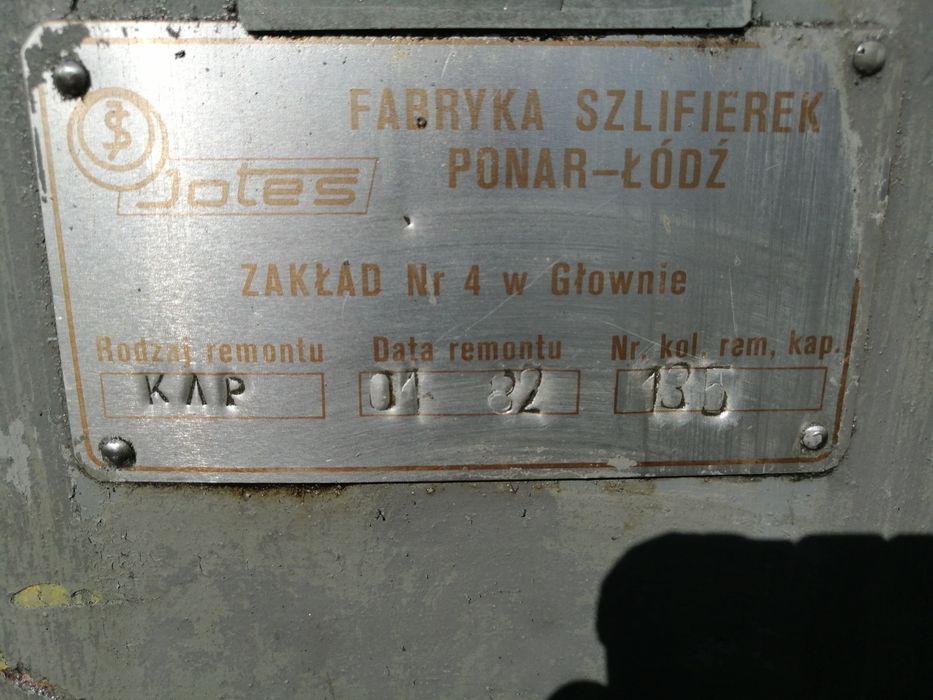 FABRYKA SZLIFIEREK
PONAR-ŁÓDŹ
Jotes
ZAKŁAD Nr 4 w Głownie
Rodzaj remontu Data remontu Nr. kol. rem, kap.
KAP 01 82 135